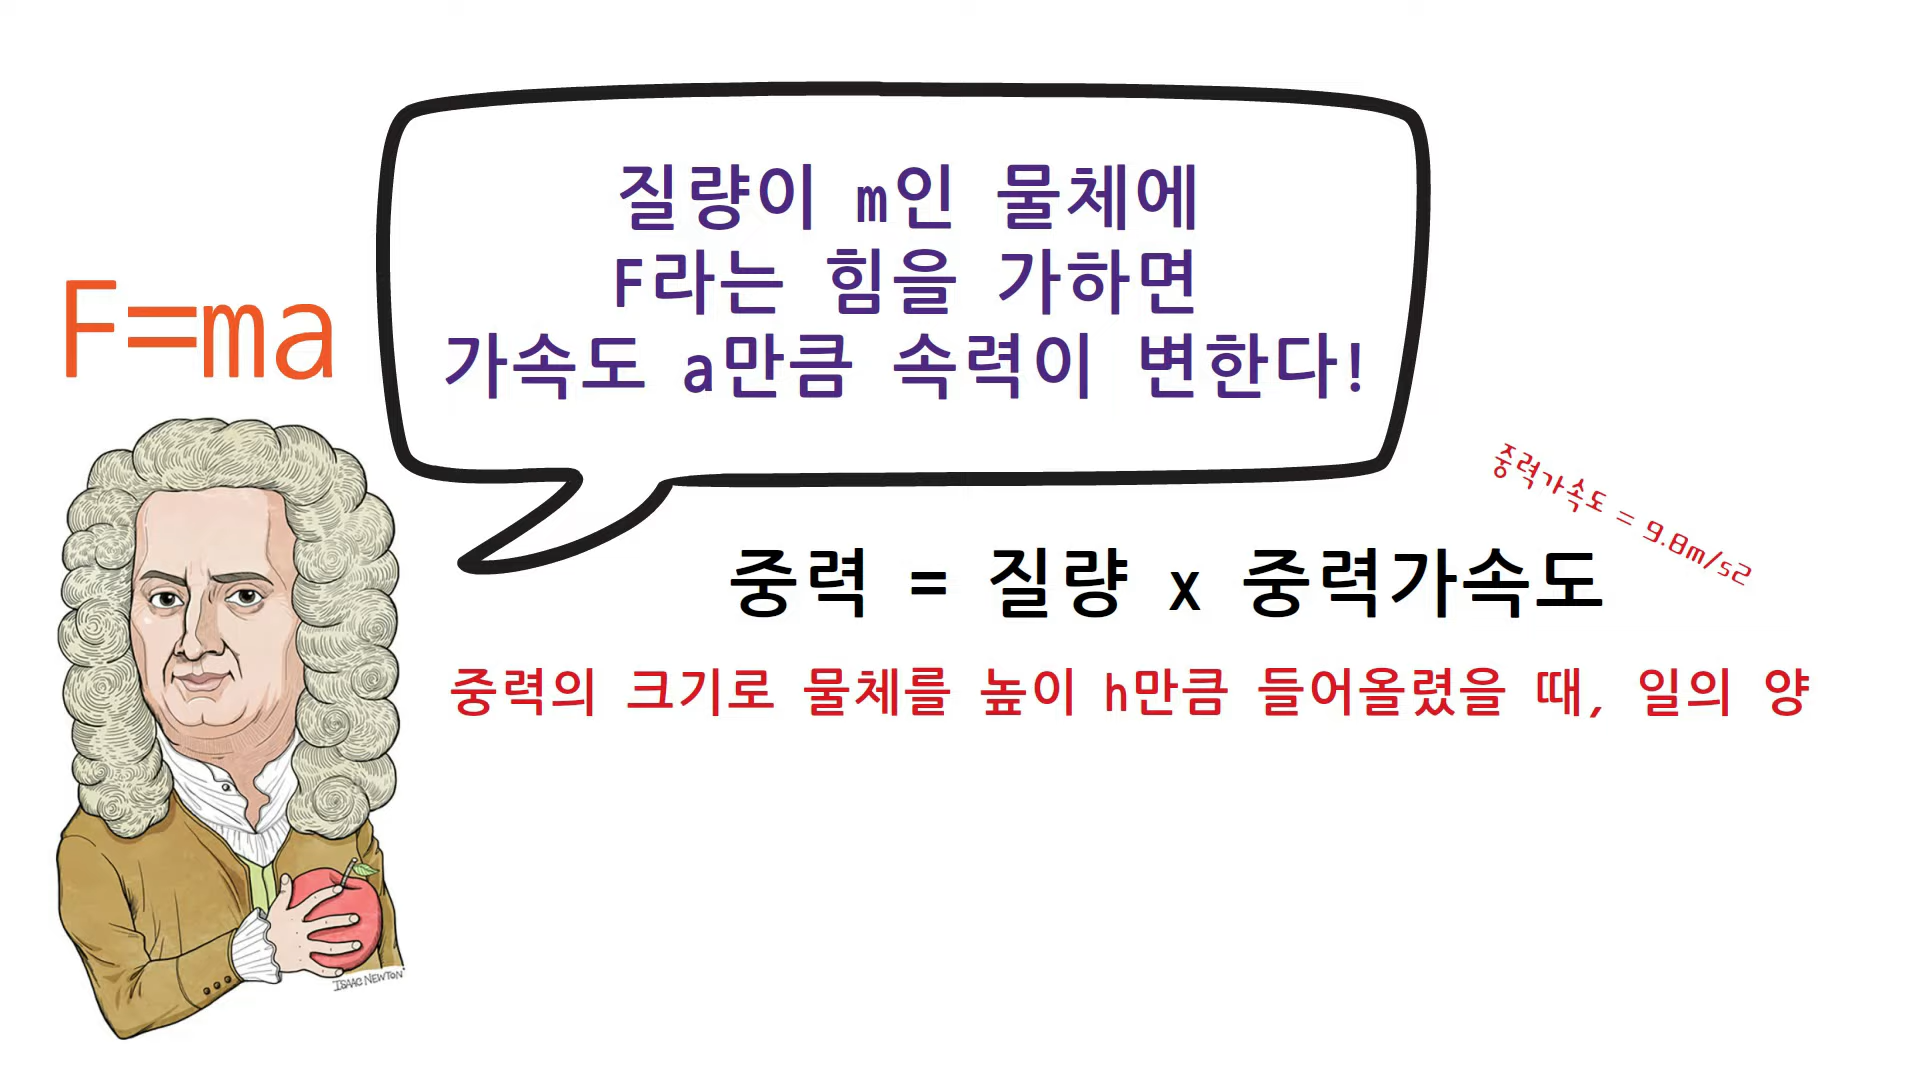 F=ma
질량이 m인 물체에
F라는 힘을 가하면
가속도 a만큼 속력이 변한다!
중력가속도 = 9.8m/s2
중력 = 질량 x 중력가속도
중력의 크기로 물체를 높이 h만큼 들어올렸을 때, 일의 양
ISAAC NEWTON